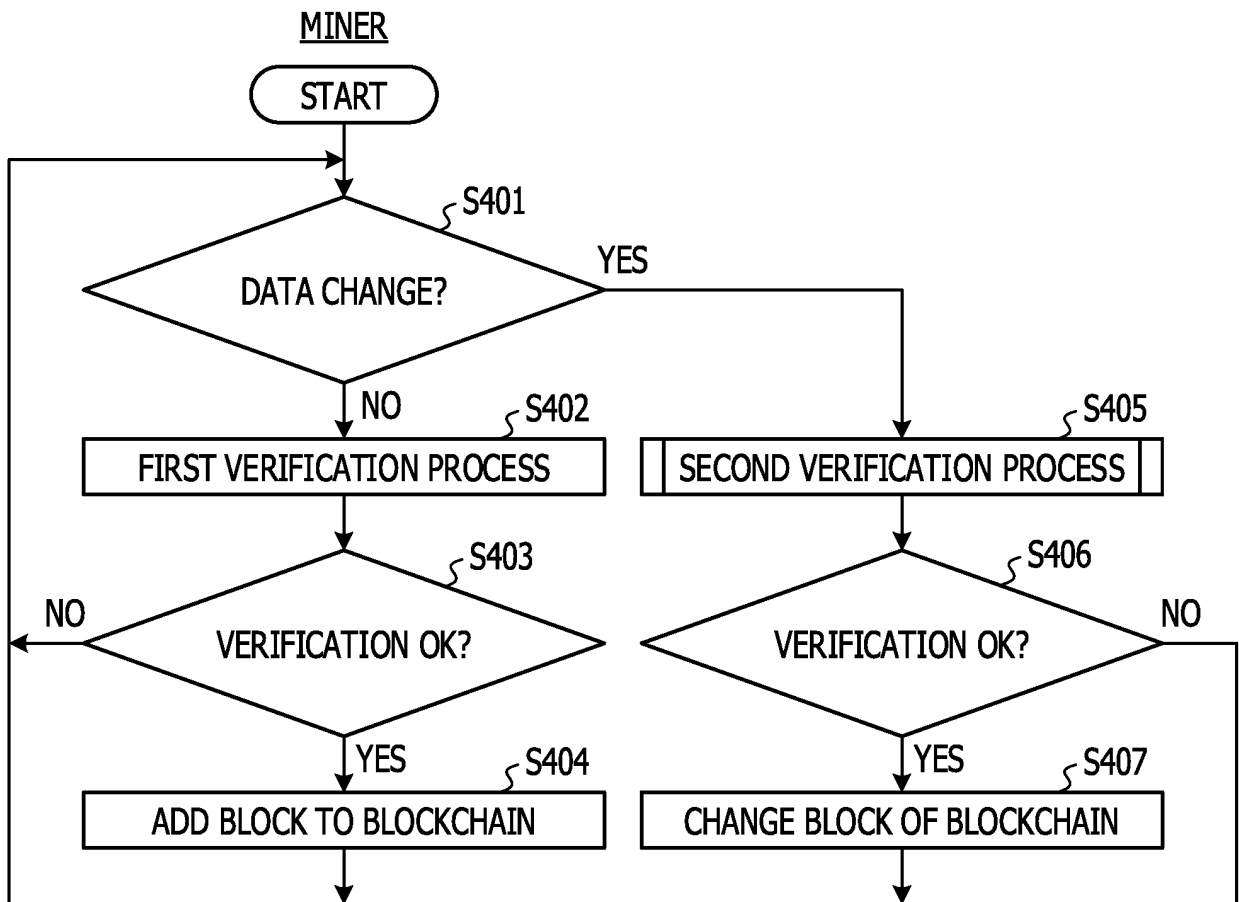 MINER
START
S401
DATA CHANGE?
YES
NO
S402
FIRST VERIFICATION PROCESS
S405
SECOND VERIFICATION PROCESS
S403
VERIFICATION OK?
NO
S406
VERIFICATION OK?
NO
YES
S404
ADD BLOCK TO BLOCKCHAIN
YES
S407
CHANGE BLOCK OF BLOCKCHAIN